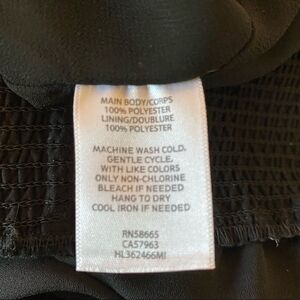 MAIN BODY/CORPS
100% POLYESTER
LINING/DOUBLURE
100% POLYESTER
MACHINE WASH COLD,
GENTLE CYCLE,
WITH LIKE COLORS
ONLY NON-CHLORINE
BLEACH IF NEEDED
HANG TO DRY
COOL IRON IF NEEDED
RN58665
CA57963
HL362466MI